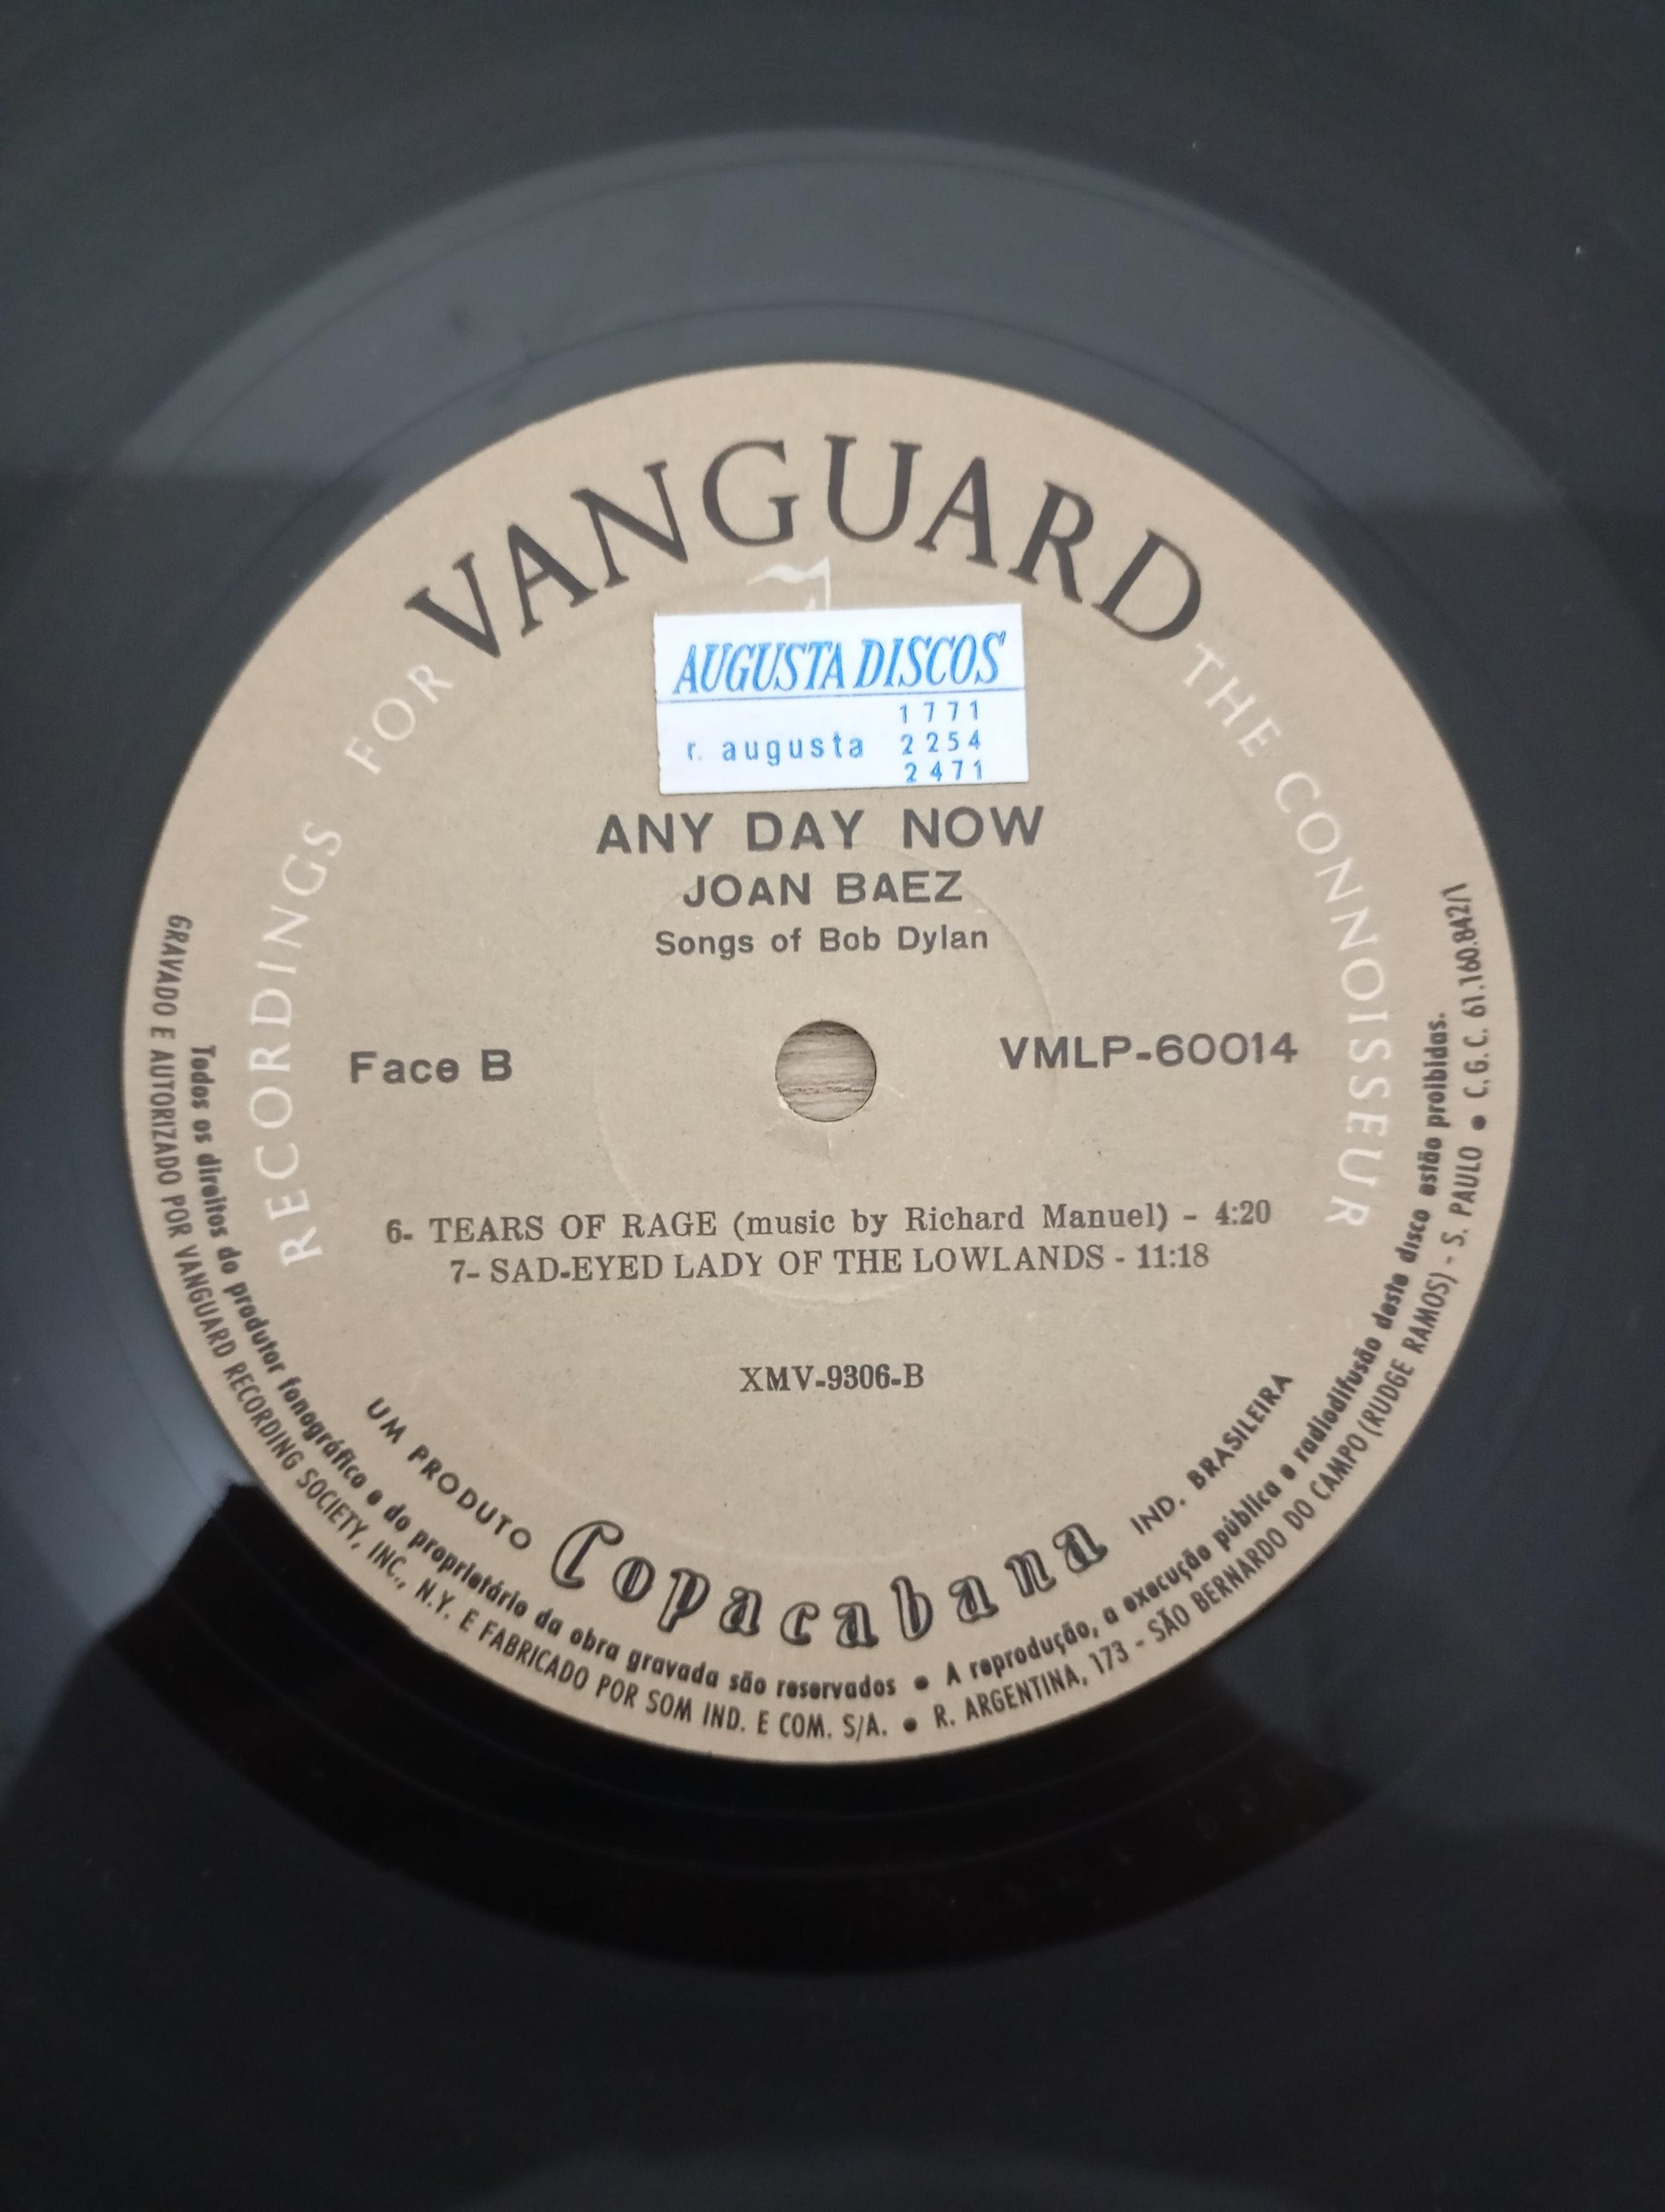 VANGUARD
RECORDINGS FOR THE CONNOISSEUR
AUGUSTA DISCOS
1771
r. augusta 2254
2471
ANY DAY NOW
JOAN BAEZ
Songs of Bob Dylan
Face B
VMLP-60014
6- TEARS OF RAGE (music by Richard Manuel) - 4:20
7- SAD-EYED LADY OF THE LOWLANDS - 11:18
XMV-9306-B
UM PRODUTO Copacabana IND. BRASILEIRA
Todos os direitos do produtor fonográfico e do proprietário da obra gravada são reservados • A reprodução, a execução pública e radiodifusão deste disco estão proibidas.
GRAVADO E AUTORIZADO POR VANGUARD RECORDING SOCIETY, INC., N.Y. E FABRICADO POR SOM IND. E COM. S/A. • R. ARGENTINA, 173 - SÃO BERNARDO DO CAMPO (RUDGE RAMOS) - S. PAULO • C.G.C. 61.160.842/1